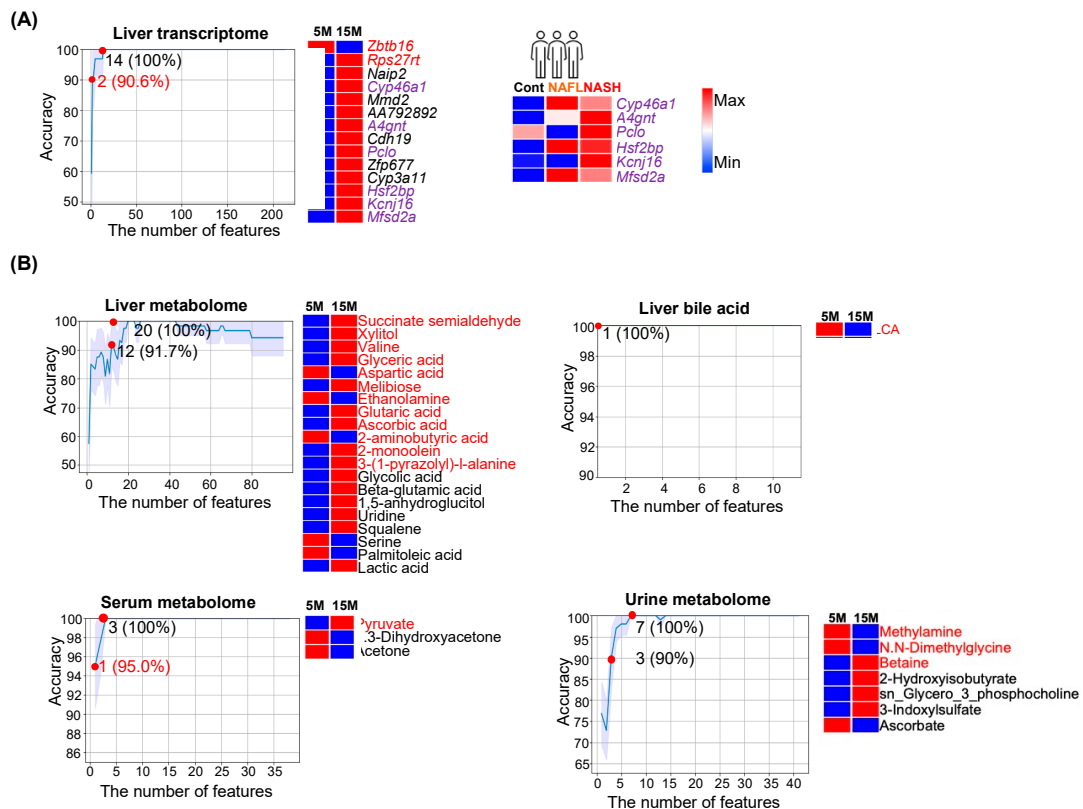 (A)
Liver transcriptome
100
90
80
70
60
50
14 (100%)
2 (90.6%)
Accuracy
0 50 100 150 200
The number of features
5M 15M
Zbtb16
Rps27rt
Naip2
Cyp46a1
Mmd2
AA792892
A4gnt
Cdh19
Pclo
Zfp677
Cyp3a11
Hsf2bp
Kcnj16
Mfsd2a
Cont NAFL NASH
Cyp46a1
A4gnt
Pclo
Hsf2bp
Kcnj16
Mfsd2a
Max
Min
(B)
Liver metabolome
100
90
80
70
60
50
20 (100%)
12 (91.7%)
Accuracy
0 20 40 60 80
The number of features
5M 15M
Succinate semialdehyde
Xylitol
Valine
Glyceric acid
Aspartic acid
Melibiose
Ethanolamine
Glutaric acid
Ascorbic acid
2-aminobutyric acid
2-monoolein
3-(1-pyrazolyl)-l-alanine
Glycolic acid
Beta-glutamic acid
1,5-anhydroglucitol
Uridine
Squalene
Serine
Palmitoleic acid
Lactic acid
Liver bile acid
100
98
96
94
92
90
1 (100%)
Accuracy
2 4 6 8 10
The number of features
5M 15M
CA
Serum metabolome
100
98
96
94
92
90
88
86
3 (100%)
1 (95.0%)
Accuracy
0 5 10 15 20 25 30 35
The number of features
5M 15M
Pyruvate
.3-Dihydroxyacetone
Acetone
Urine metabolome
100
95
90
85
80
75
70
65
7 (100%)
3 (90%)
Accuracy
0 5 10 15 20 25 30 35 40
The number of features
5M 15M
Methylamine
N.N-Dimethylglycine
Betaine
2-Hydroxyisobutyrate
sn_Glycero_3_phosphocholine
3-Indoxylsulfate
Ascorbate